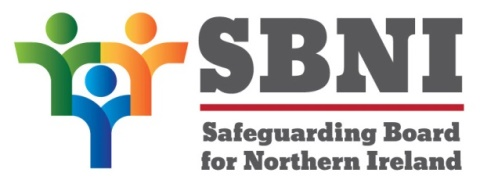 SBNI
Safeguarding Board
for Northern Ireland